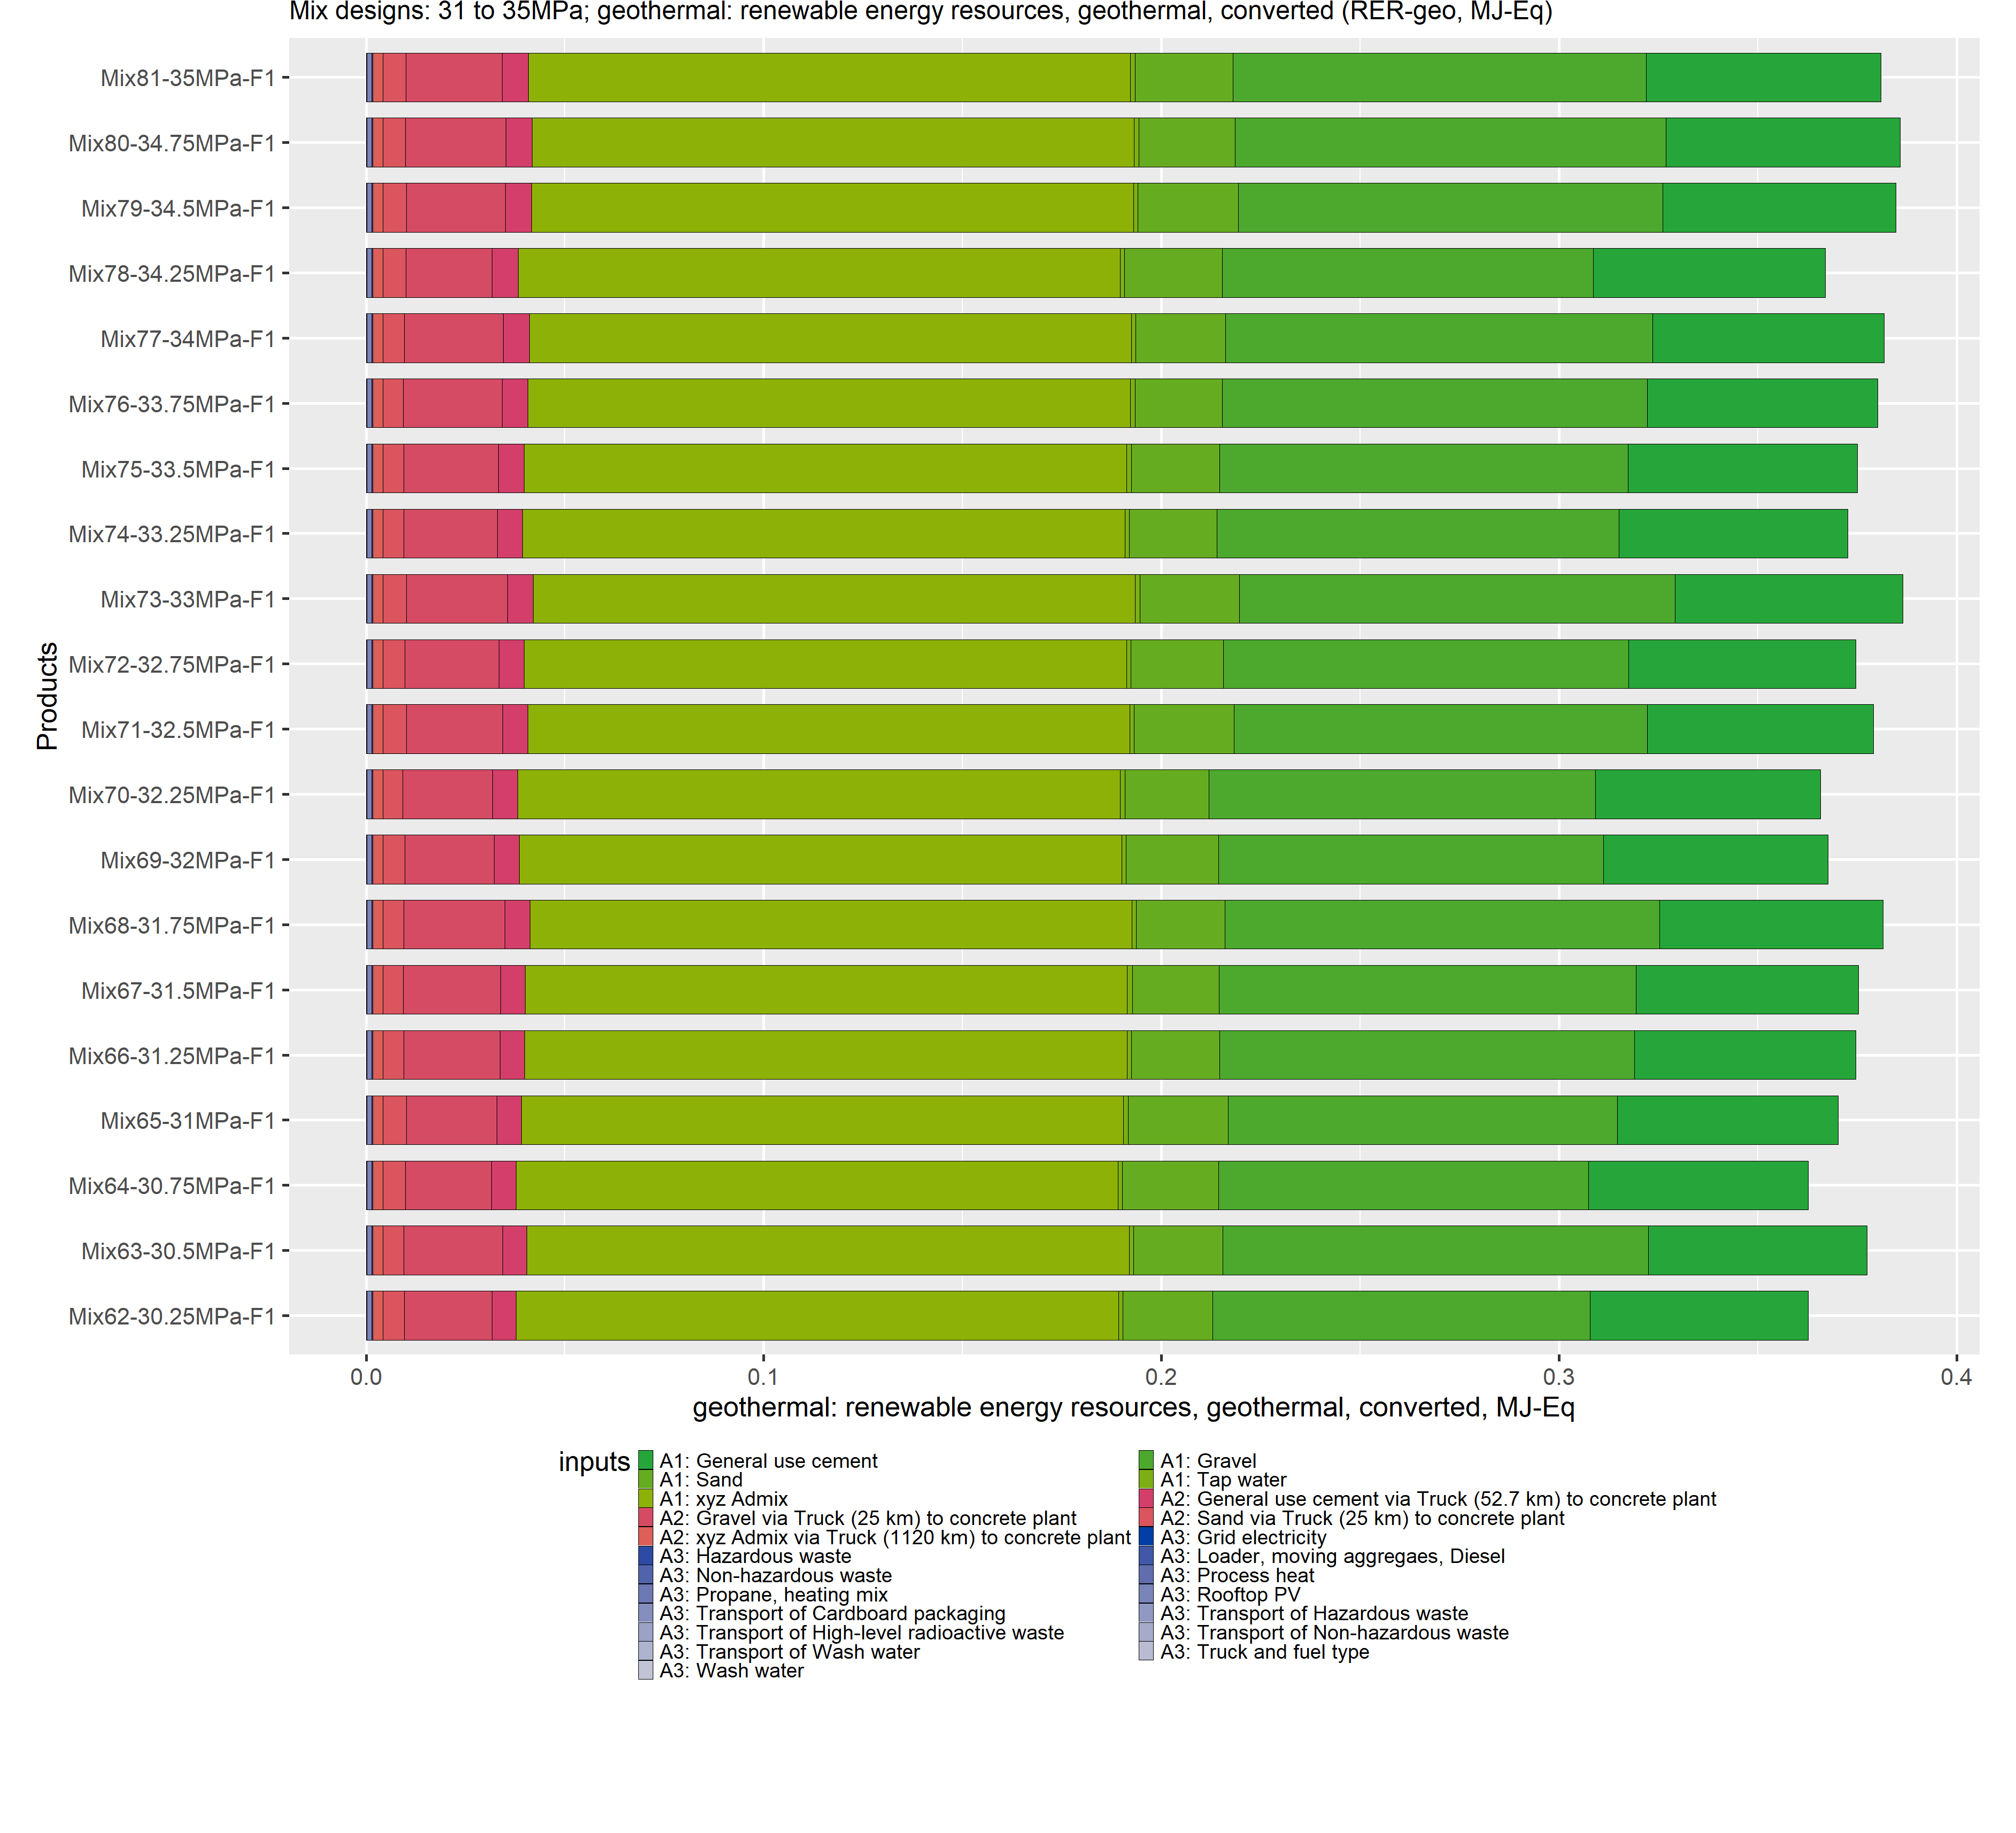 Mix designs: 31 to 35MPa; geothermal: renewable energy resources, geothermal, converted (RER-geo, MJ-Eq)
Mix81-35MPa-F1
Mix80-34.75MPa-F1
Mix79-34.5MPa-F1
Mix78-34.25MPa-F1
Mix77-34MPa-F1
Mix76-33.75MPa-F1
Mix75-33.5MPa-F1
Mix74-33.25MPa-F1
Mix73-33MPa-F1
Mix72-32.75MPa-F1
Mix71-32.5MPa-F1
Mix70-32.25MPa-F1
Mix69-32MPa-F1
Mix68-31.75MPa-F1
Mix67-31.5MPa-F1
Mix66-31.25MPa-F1
Mix65-31MPa-F1
Mix64-30.75MPa-F1
Mix63-30.5MPa-F1
Mix62-30.25MPa-F1
Products
0.0 0.1 0.2 0.3 0.4
geothermal: renewable energy resources, geothermal, converted, MJ-Eq
inputs
A1: General use cement
A1: Gravel
A1: Sand
A1: Tap water
A1: xyz Admix
A2: General use cement via Truck (52.7 km) to concrete plant
A2: Gravel via Truck (25 km) to concrete plant
A2: Sand via Truck (25 km) to concrete plant
A2: xyz Admix via Truck (1120 km) to concrete plant
A3: Grid electricity
A3: Hazardous waste
A3: Loader, moving aggregaes, Diesel
A3: Non-hazardous waste
A3: Process heat
A3: Propane, heating mix
A3: Rooftop PV
A3: Transport of Cardboard packaging
A3: Transport of Hazardous waste
A3: Transport of High-level radioactive waste
A3: Transport of Non-hazardous waste
A3: Transport of Wash water
A3: Truck and fuel type
A3: Wash water